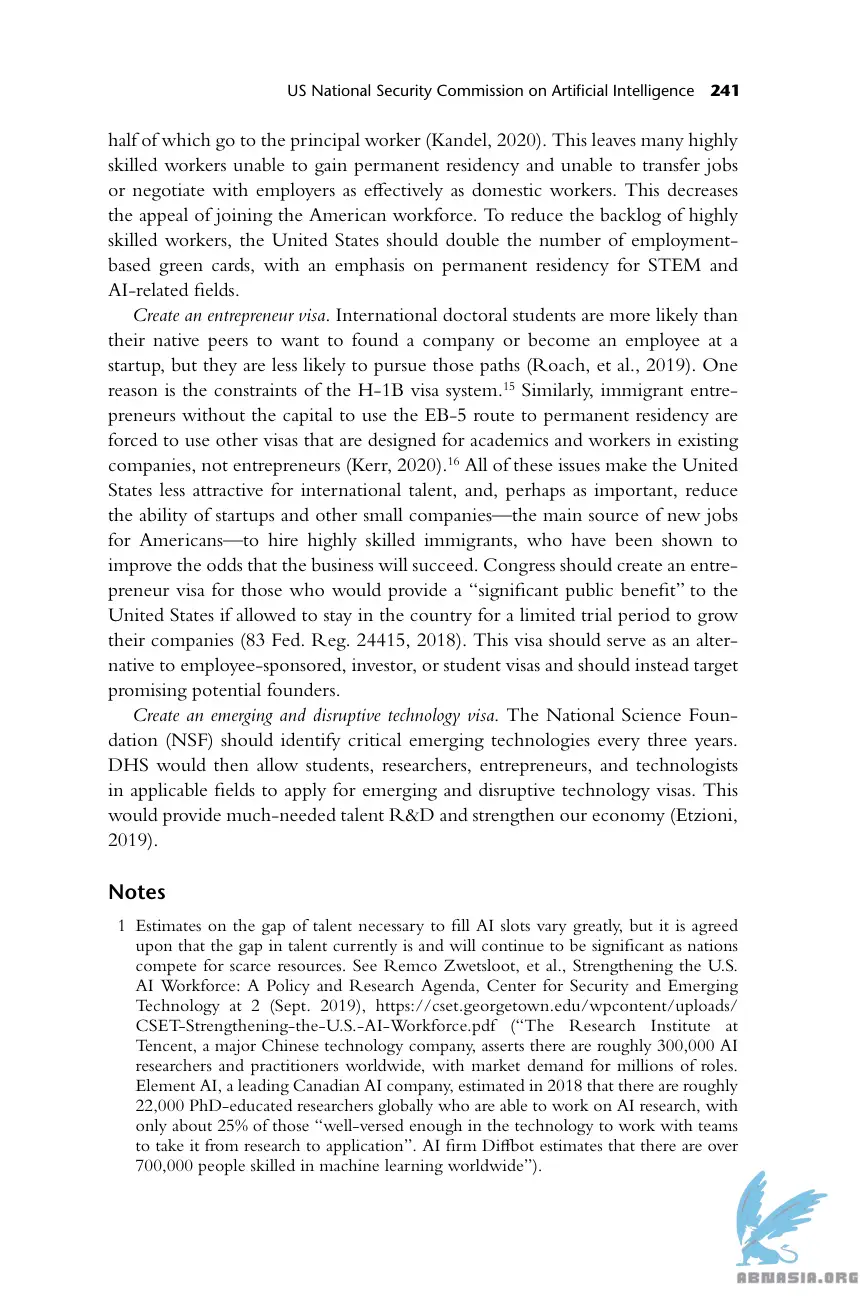 US National Security Commission on Artificial Intelligence 241
half of which go to the principal worker (Kandel, 2020). This leaves many highly
skilled workers unable to gain permanent residency and unable to transfer jobs
or negotiate with employers as effectively as domestic workers. This decreases
the appeal of joining the American workforce. To reduce the backlog of highly
skilled workers, the United States should double the number of employment-
based green cards, with an emphasis on permanent residency for STEM and
AI-related fields.
Create an entrepreneur visa. International doctoral students are more likely than
their native peers to want to found a company or become an employee at a
startup, but they are less likely to pursue those paths (Roach, et al., 2019). One
reason is the constraints of the H-1B visa system.15 Similarly, immigrant entre-
preneurs without the capital to use the EB-5 route to permanent residency are
forced to use other visas that are designed for academics and workers in existing
companies, not entrepreneurs (Kerr, 2020).16 All of these issues make the United
States less attractive for international talent, and, perhaps as important, reduce
the ability of startups and other small companies—the main source of new jobs
for Americans—to hire highly skilled immigrants, who have been shown to
improve the odds that the business will succeed. Congress should create an entre-
preneur visa for those who would provide a “significant public benefit” to the
United States if allowed to stay in the country for a limited trial period to grow
their companies (83 Fed. Reg. 24415, 2018). This visa should serve as an alter-
native to employee-sponsored, investor, or student visas and should instead target
promising potential founders.
Create an emerging and disruptive technology visa. The National Science Foun-
dation (NSF) should identify critical emerging technologies every three years.
DHS would then allow students, researchers, entrepreneurs, and technologists
in applicable fields to apply for emerging and disruptive technology visas. This
would provide much-needed talent R&D and strengthen our economy (Etzioni,
2019).
Notes
1 Estimates on the gap of talent necessary to fill AI slots vary greatly, but it is agreed
upon that the gap in talent currently is and will continue to be significant as nations
compete for scarce resources. See Remco Zwetsloot, et al., Strengthening the U.S.
AI Workforce: A Policy and Research Agenda, Center for Security and Emerging
Technology at 2 (Sept. 2019), https://cset.georgetown.edu/wpcontent/uploads/
CSET-Strengthening-the-U.S.-AI-Workforce.pdf (“The Research Institute at
Tencent, a major Chinese technology company, asserts there are roughly 300,000 AI
researchers and practitioners worldwide, with market demand for millions of roles.
Element AI, a leading Canadian AI company, estimated in 2018 that there are roughly
22,000 PhD-educated researchers globally who are able to work on AI research, with
only about 25% of those “well-versed enough in the technology to work with teams
to take it from research to application”. AI firm Diffbot estimates that there are over
700,000 people skilled in machine learning worldwide”).
ABNASIA.ORG